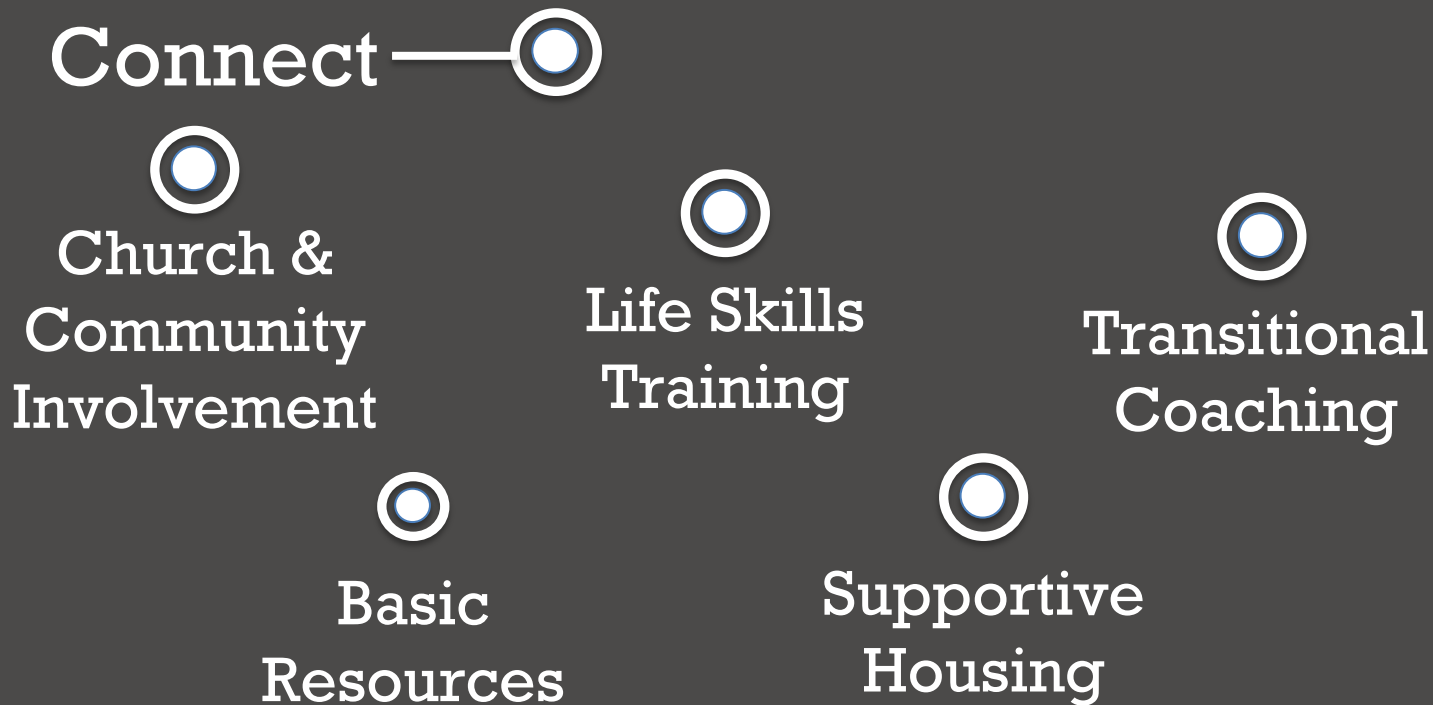 Connect
Church &
Community
Involvement
Life Skills
Training
Transitional
Coaching
Basic
Resources
Supportive
Housing